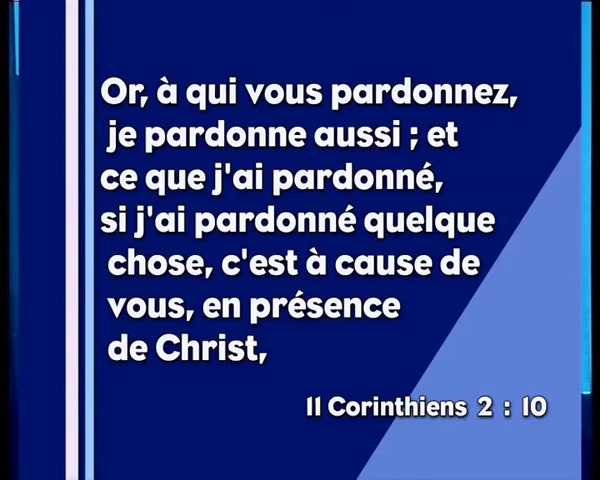 Or, à qui vous pardonnez,
je pardonne aussi ; et
ce que j'ai pardonné,
si j'ai pardonné quelque
chose, c'est à cause de
vous, en présence
de Christ,
11 Corinthiens 2 : 10